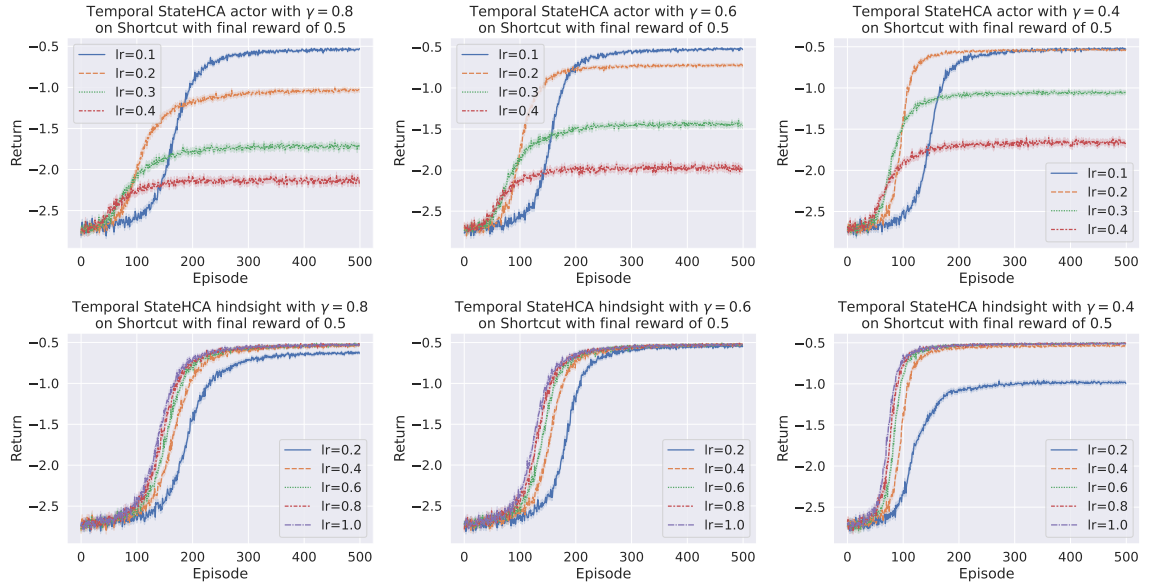 Temporal StateHCA actor with γ = 0.8
on Shortcut with final reward of 0.5
Return
−0.5
−1.0
−1.5
−2.0
−2.5
lr=0.1
lr=0.2
lr=0.3
lr=0.4
0 100 200 300 400 500
Episode
Temporal StateHCA actor with γ = 0.6
on Shortcut with final reward of 0.5
Return
−0.5
−1.0
−1.5
−2.0
−2.5
lr=0.1
lr=0.2
lr=0.3
lr=0.4
0 100 200 300 400 500
Episode
Temporal StateHCA actor with γ = 0.4
on Shortcut with final reward of 0.5
Return
−0.5
−1.0
−1.5
−2.0
−2.5
lr=0.1
lr=0.2
lr=0.3
lr=0.4
0 100 200 300 400 500
Episode
Temporal StateHCA hindsight with γ = 0.8
on Shortcut with final reward of 0.5
Return
−0.5
−1.0
−1.5
−2.0
−2.5
lr=0.2
lr=0.4
lr=0.6
lr=0.8
lr=1.0
0 100 200 300 400 500
Episode
Temporal StateHCA hindsight with γ = 0.6
on Shortcut with final reward of 0.5
Return
−0.5
−1.0
−1.5
−2.0
−2.5
lr=0.2
lr=0.4
lr=0.6
lr=0.8
lr=1.0
0 100 200 300 400 500
Episode
Temporal StateHCA hindsight with γ = 0.4
on Shortcut with final reward of 0.5
Return
−0.5
−1.0
−1.5
−2.0
−2.5
lr=0.2
lr=0.4
lr=0.6
lr=0.8
lr=1.0
0 100 200 300 400 500
Episode